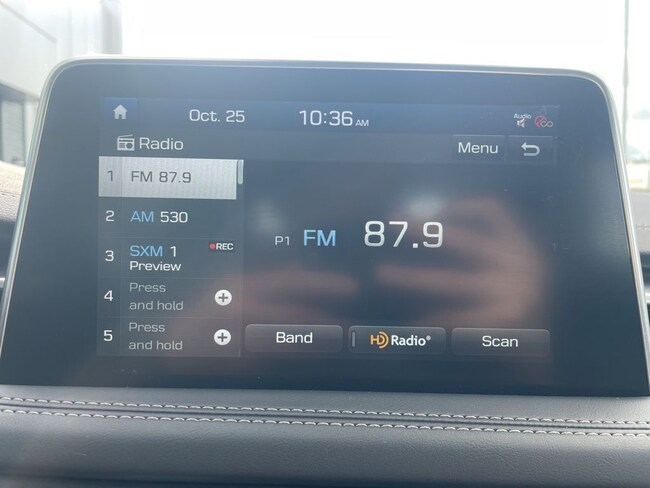 Oct. 25
10:36 AM
Audio
Radio
Menu
1 FM 87.9
2 AM 530
3 SXM 1 REC
Preview
4 Press
and hold
5 Press
and hold
P1 FM 87.9
Band
HD Radio®
Scan